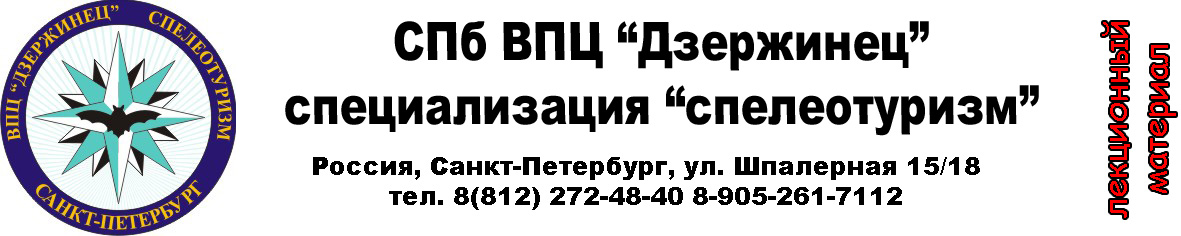 ВПЦ “ДЗЕРЖИНЕЦ” СПЕЛЕОТУРИЗМ
САНКТ-ПЕТЕРБУРГ
СПб ВПЦ “Дзержинец”
специализация “спелеотуризм”
Россия, Санкт-Петербург, ул. Шпалерная 15/18
тел. 8(812) 272-48-40 8-905-261-7112
лекционный
материал